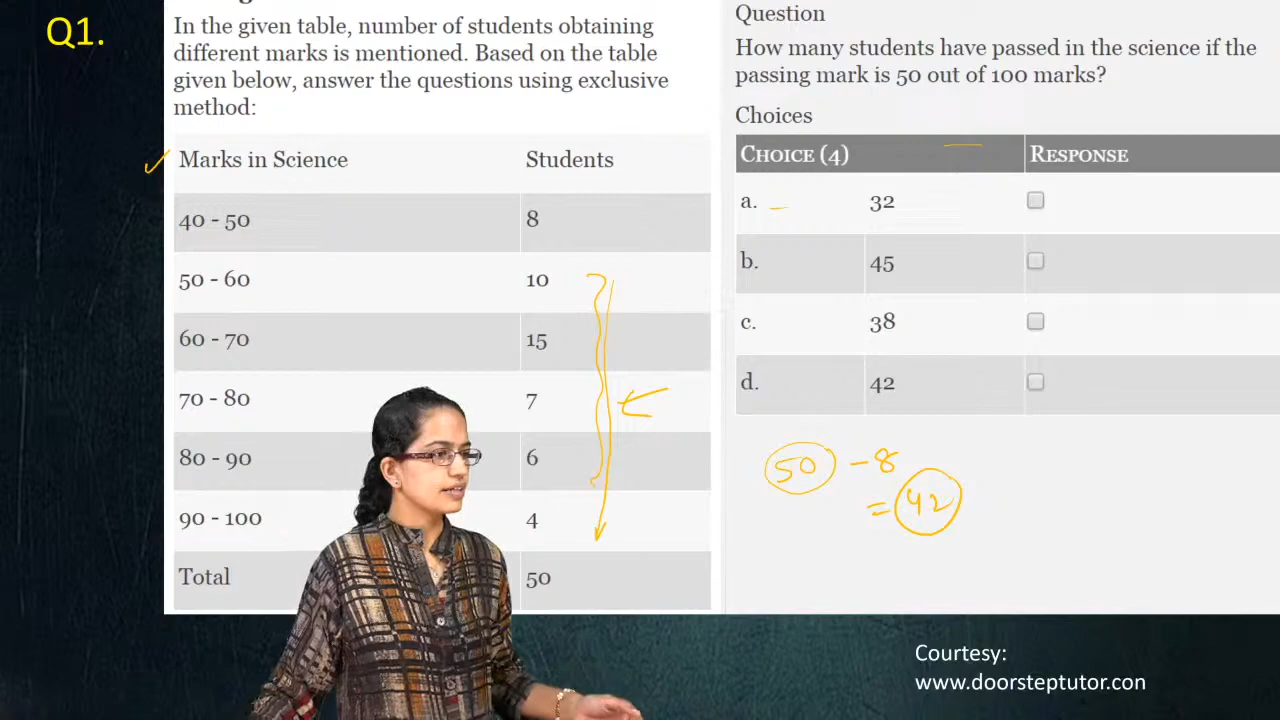 Q1.
In the given table, number of students obtaining
different marks is mentioned. Based on the table
given below, answer the questions using exclusive
method:
Marks in Science Students
40 - 50 8
50 - 60 10
60 - 70 15
70 - 80 7
80 - 90 6
90 - 100 4
Total 50
Question
How many students have passed in the science if the
passing mark is 50 out of 100 marks?
Choices
CHOICE (4) RESPONSE
a. 32
b. 45
c. 38
d. 42
50 - 8
= 42
Courtesy:
www.doorsteptutor.con